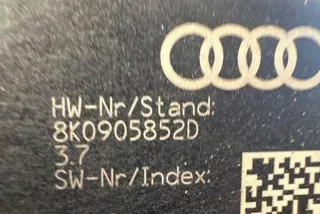 HW-Nr/Stand:
8K0905852D
3.7
SW-Nr/Index: